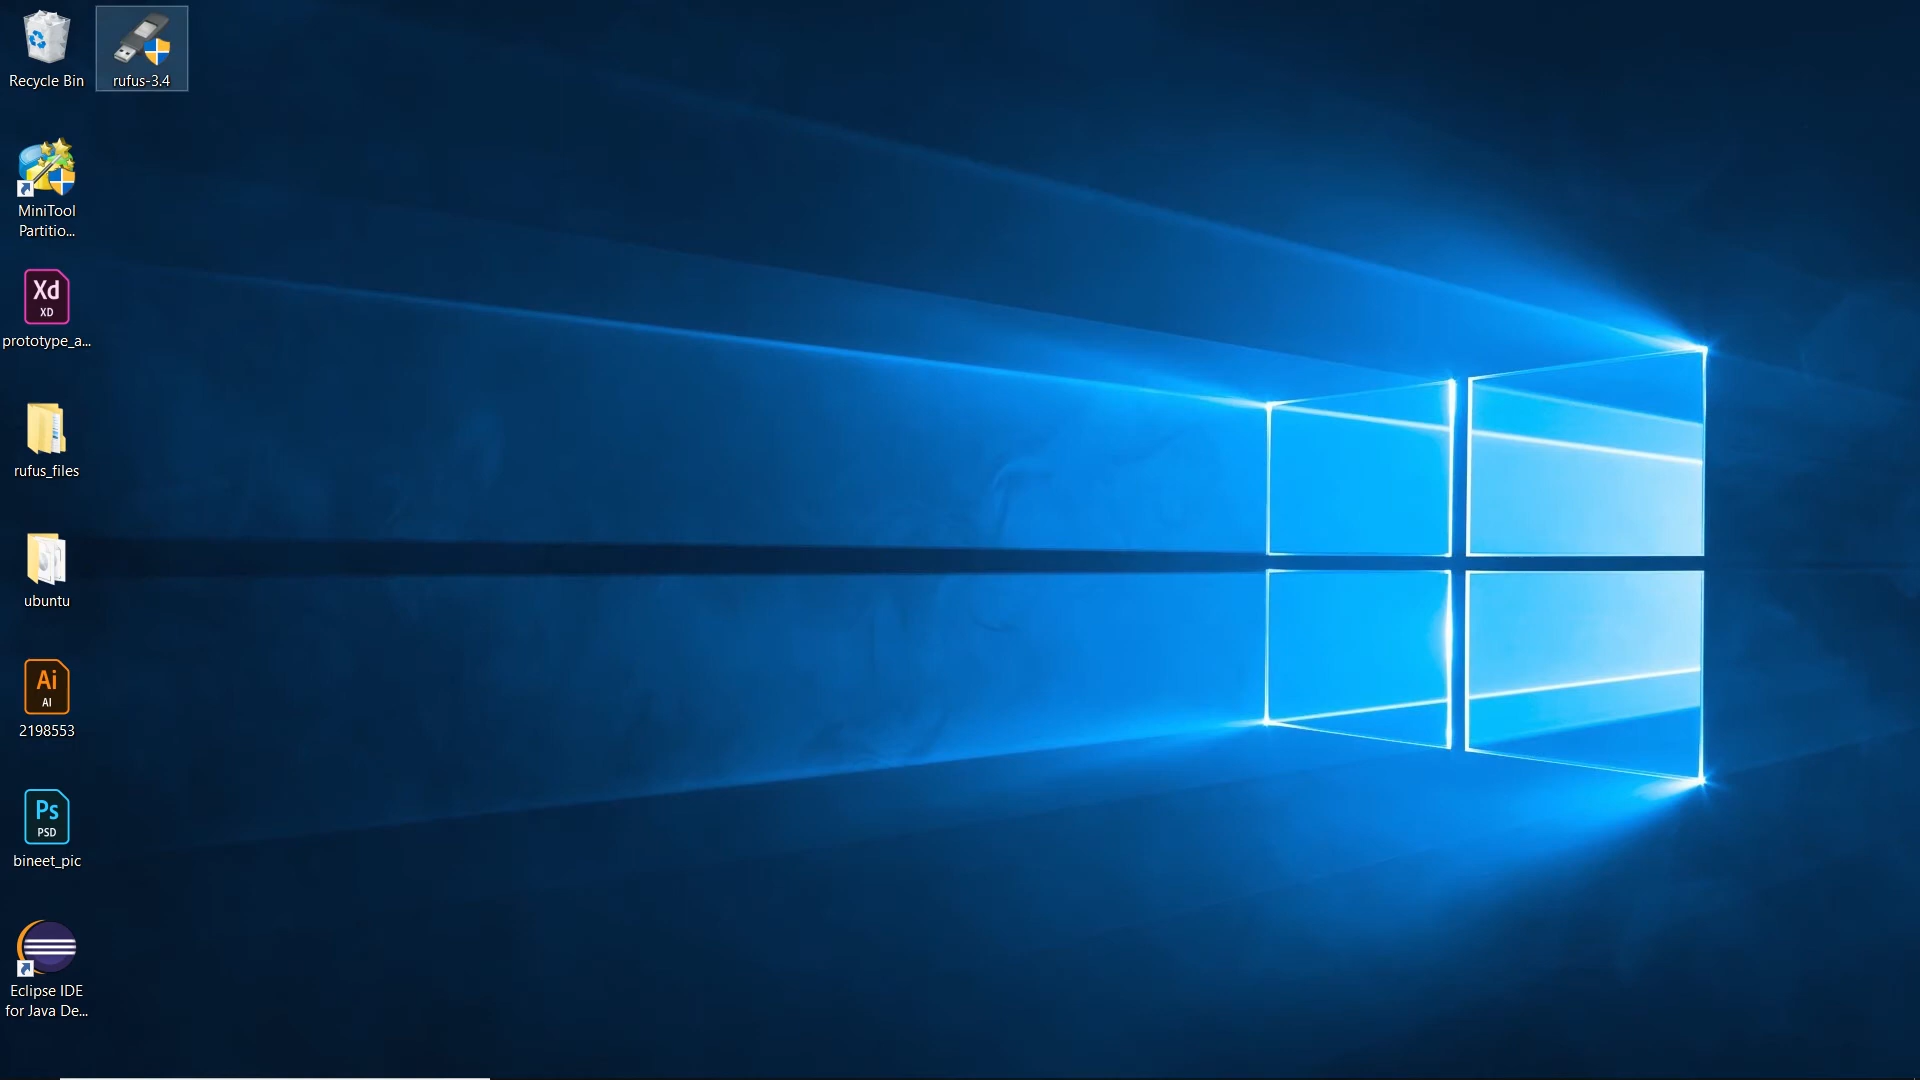 Recycle Bin
rufus-3.4
MiniTool
Partitio...
Xd
XD
prototype_a...
rufus_files
ubuntu
Ai
AI
2198553
Ps
PSD
bineet_pic
Eclipse IDE
for Java De...